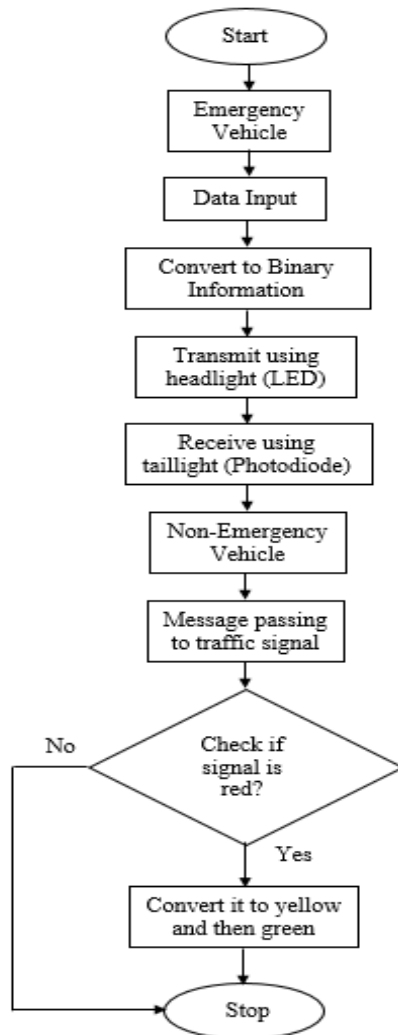 Start
Emergency
Vehicle
Data Input
Convert to Binary
Information
Transmit using
headlight (LED)
Receive using
taillight (Photodiode)
Non-Emergency
Vehicle
Message passing
to traffic signal
No
Check if
signal is
red?
Yes
Convert it to yellow
and then green
Stop